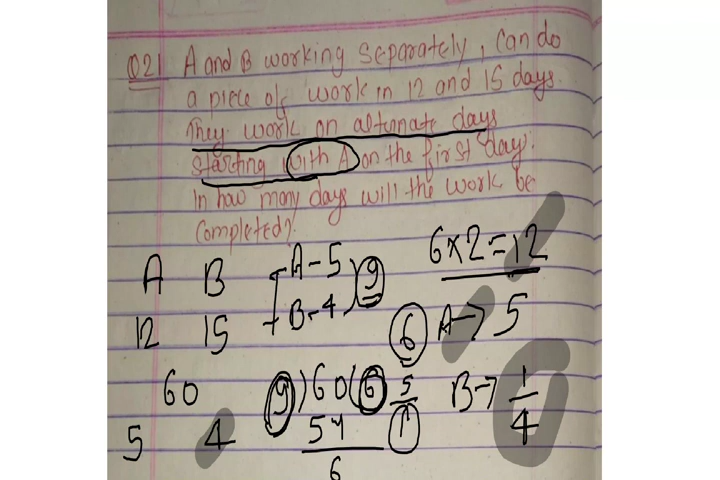 Q2) A and B working separately, can do
a piece of work in 12 and 15 days.
They work on alternate days
starting with A on the first day.
In how many days will the work be
completed?
6×2=12
A B A-5 9
12 15 B-4
6 A→ 5
60 9)60(6 5 B→ 1/4
5 4 54 1
6